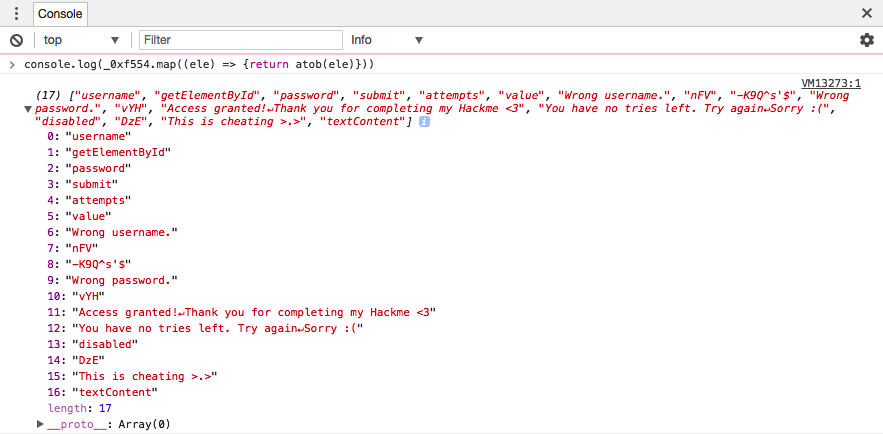 Console
top Filter Info
console.log(_0xf554.map((ele) => {return atob(ele)}))
VM13273:1
(17) ["username", "getElementById", "password", "submit", "attempts", "value", "Wrong username.", "nFV", "~K9Q^s'$", "Wrong
password.", "vYH", "Access granted!↵Thank you for completing my Hackme <3", "You have no tries left. Try again↵Sorry :(",
"disabled", "DzE", "This is cheating >.>", "textContent"] i
0: "username"
1: "getElementById"
2: "password"
3: "submit"
4: "attempts"
5: "value"
6: "Wrong username."
7: "nFV"
8: "~K9Q^s'$"
9: "Wrong password."
10: "vYH"
11: "Access granted!↵Thank you for completing my Hackme <3"
12: "You have no tries left. Try again↵Sorry :("
13: "disabled"
14: "DzE"
15: "This is cheating >.>"
16: "textContent"
length: 17
__proto__: Array(0)